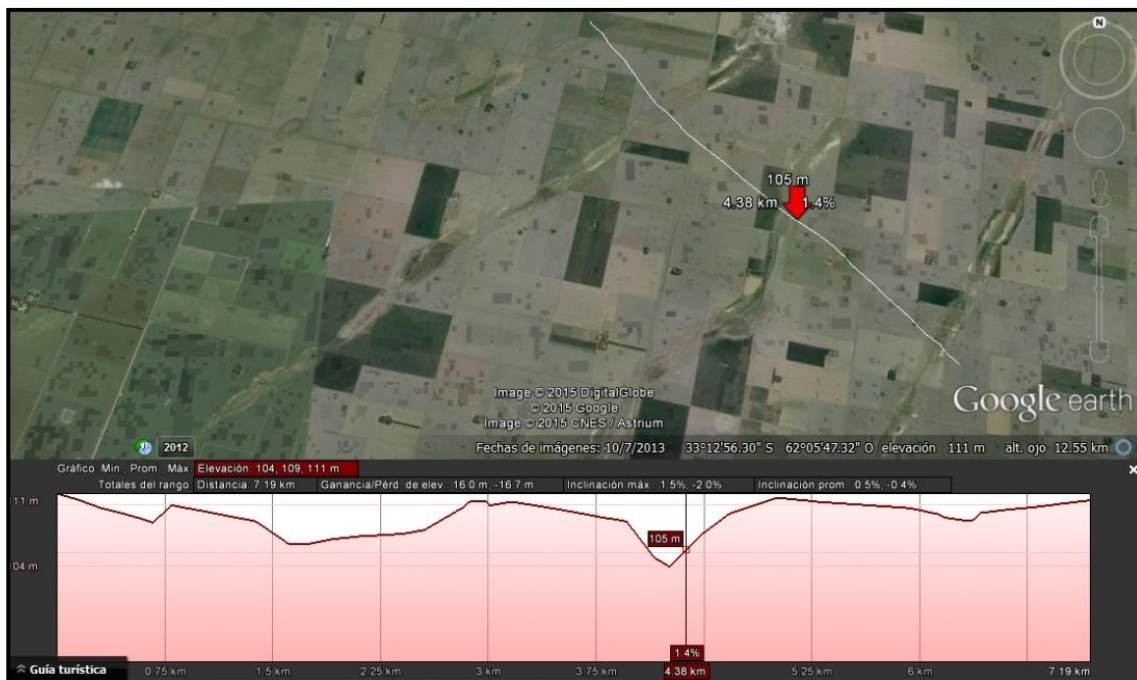 N
105 m
4.38 km 1.4%
Image © 2015 DigitalGlobe
© 2015 Google
Image © 2015 CNES / Astrium
Google earth
2012 Fechas de imágenes: 10/7/2013 33°12'56.30" S 62°05'47.32" O elevación 111 m alt. ojo 12.55 km
Gráfico Mín., Prom., Máx Elevación: 104, 109, 111 m
Totales del rango Distancia: 7.19 km Ganancia/Pérd. de elev: 16.0 m, -16.7 m Inclinación máx. 1.5%, -2.0% Inclinación prom.: 0.5%, -0.4%
111 m
105 m
104 m
1.4%
Guía turística 0.75 km 1.5 km 2.25 km 3 km 3.75 km 4.38 km 5.25 km 6 km 7.19 km